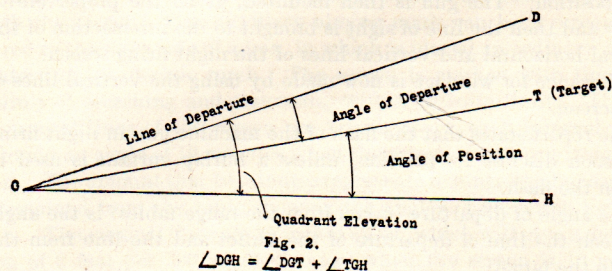 D
Line of Departure
Angle of Departure
T (Target)
Angle of Position
G
H
Quadrant Elevation
Fig. 2.
∠DGH = ∠DGT + ∠TGH